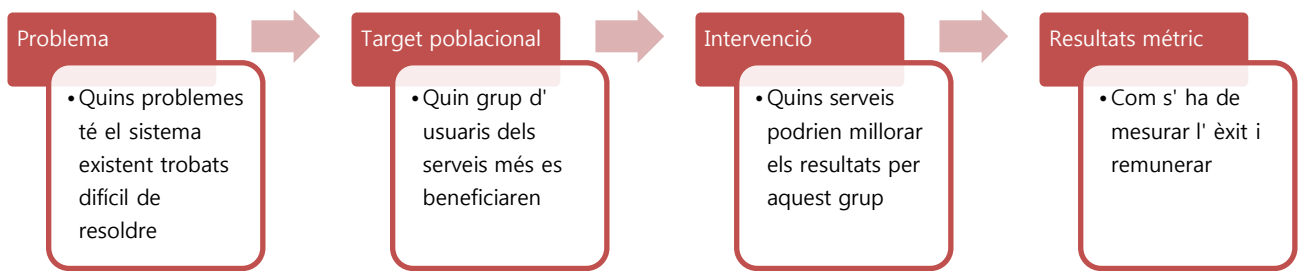 Problema
• Quins problemes
té el sistema
existent trobats
difícil de
resoldre
Target poblacional
• Quin grup d'
usuaris dels
serveis més es
beneficiaren
Intervenció
• Quins serveis
podrien millorar
els resultats per
aquest grup
Resultats métric
• Com s' ha de
mesurar l' èxit i
remunerar